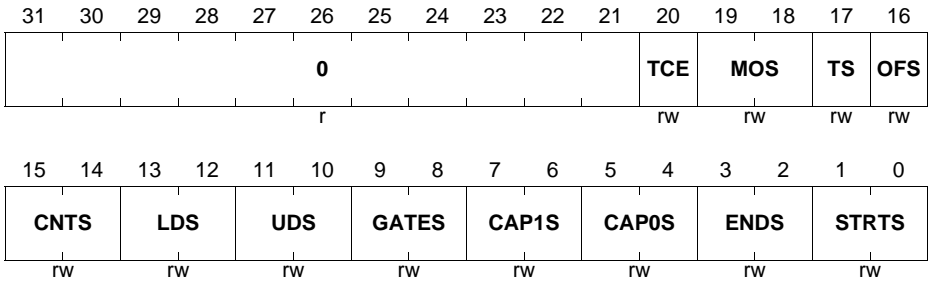 31 30 29 28 27 26 25 24 23 22 21 20 19 18 17 16
0 TCE MOS TS OFS
r rw rw rw rw
15 14 13 12 11 10 9 8 7 6 5 4 3 2 1 0
CNTS LDS UDS GATES CAP1S CAP0S ENDS STRTS
rw rw rw rw rw rw rw rw